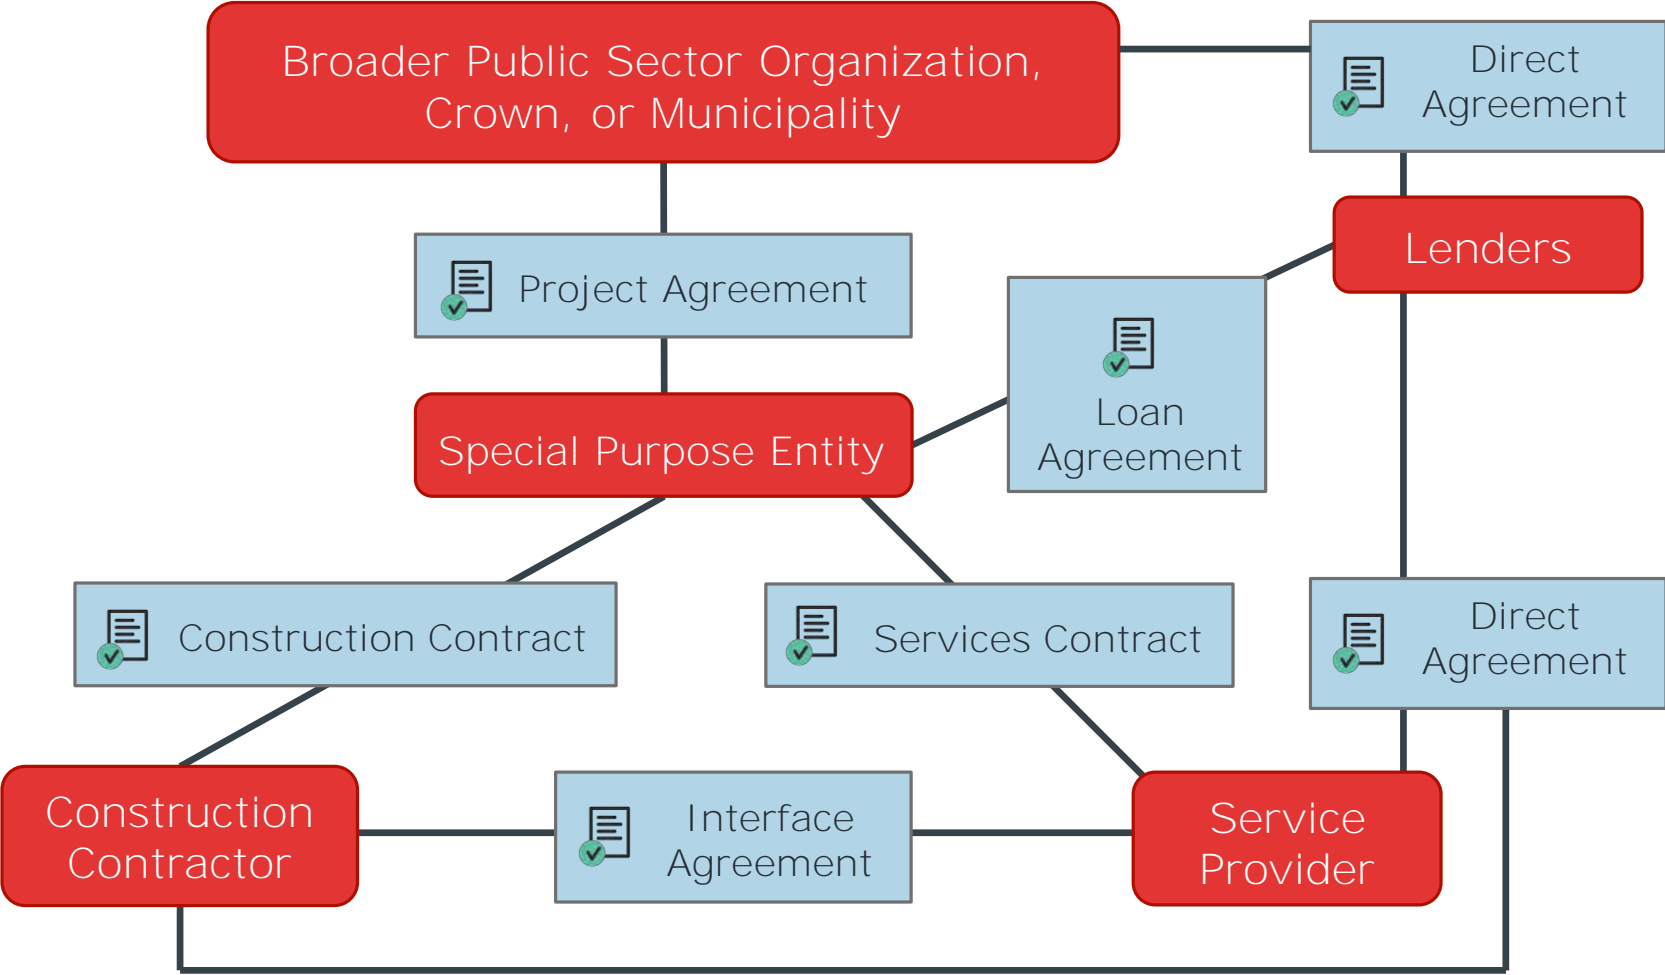 Broader Public Sector Organization,
Crown, or Municipality
Direct
Agreement
Lenders
Project Agreement
Loan
Agreement
Special Purpose Entity
Construction Contract
Services Contract
Direct
Agreement
Construction
Contractor
Interface
Agreement
Service
Provider